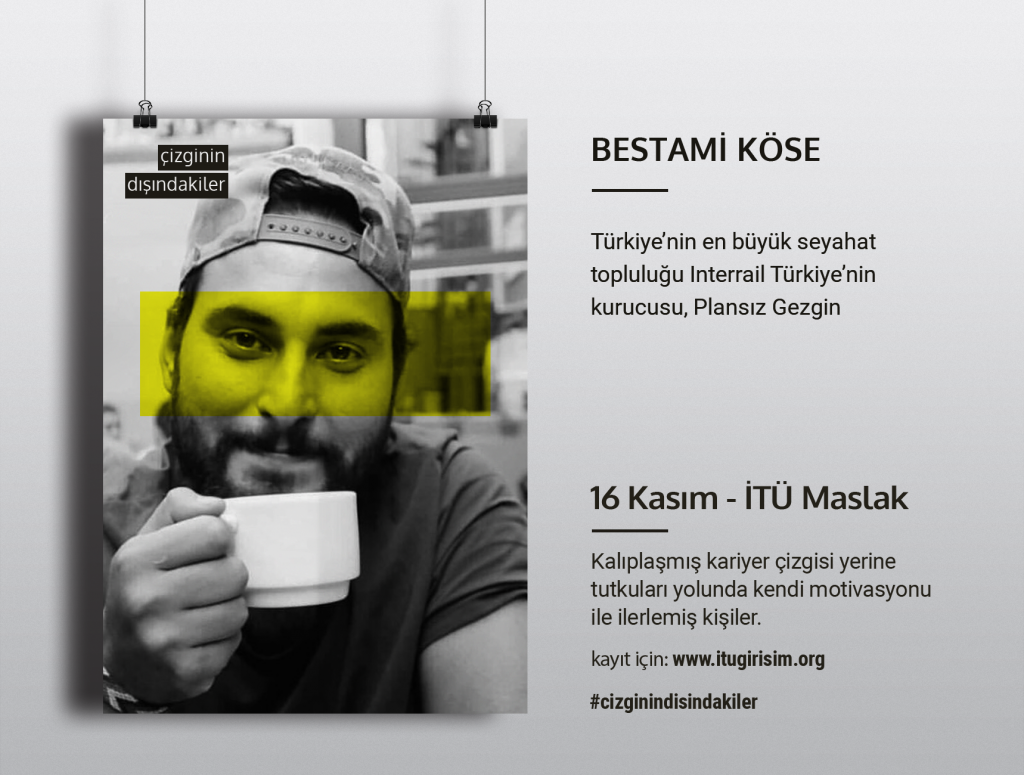 çizginin
dışındakiler
BESTAMİ KÖSE
Türkiye’nin en büyük seyahat
topluluğu Interrail Türkiye’nin
kurucusu, Plansız Gezgin
16 Kasım - İTÜ Maslak
Kalıplaşmış kariyer çizgisi yerine
tutkuları yolunda kendi motivasyonu
ile ilerlemiş kişiler.
kayıt için: www.itugirisim.org
#cizginindisindakiler